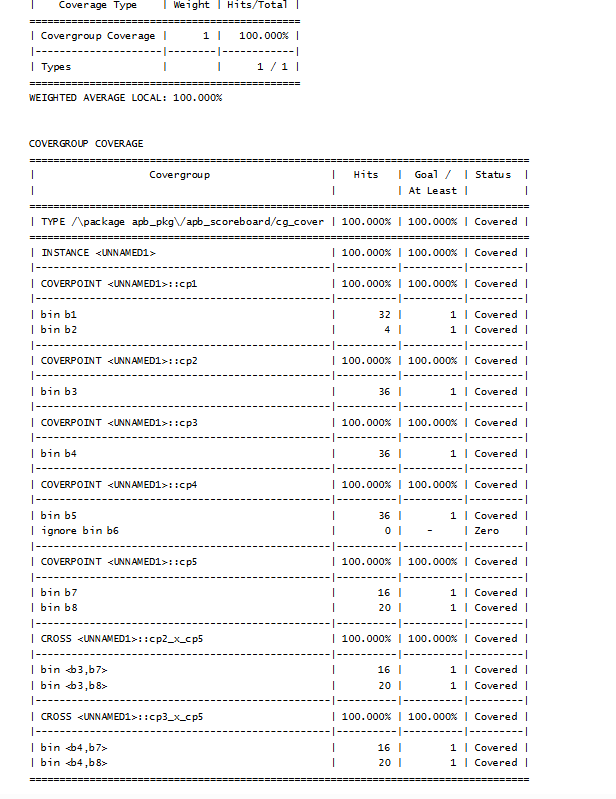 | Coverage Type | Weight | Hits/Total |
============================================
| Covergroup Coverage | 1 | 100.000% |
|---------------------|--------|------------|
| Types | | 1 / 1 |
============================================
WEIGHTED AVERAGE LOCAL: 100.000%
COVERGROUP COVERAGE
==================================================================================
| Covergroup | Hits | Goal / | Status |
| | | At Least | |
==================================================================================
| TYPE /\package apb_pkg\/apb_scoreboard/cg_cover | 100.000% | 100.000% | Covered |
==================================================================================
| INSTANCE <UNNAMED1> | 100.000% | 100.000% | Covered |
|-------------------------------------------------|----------|----------|---------|
| COVERPOINT <UNNAMED1>::cp1 | 100.000% | 100.000% | Covered |
|-------------------------------------------------|----------|----------|---------|
| bin b1 | 32 | 1 | Covered |
| bin b2 | 4 | 1 | Covered |
|-------------------------------------------------|----------|----------|---------|
| COVERPOINT <UNNAMED1>::cp2 | 100.000% | 100.000% | Covered |
|-------------------------------------------------|----------|----------|---------|
| bin b3 | 36 | 1 | Covered |
|-------------------------------------------------|----------|----------|---------|
| COVERPOINT <UNNAMED1>::cp3 | 100.000% | 100.000% | Covered |
|-------------------------------------------------|----------|----------|---------|
| bin b4 | 36 | 1 | Covered |
|-------------------------------------------------|----------|----------|---------|
| COVERPOINT <UNNAMED1>::cp4 | 100.000% | 100.000% | Covered |
|-------------------------------------------------|----------|----------|---------|
| bin b5 | 36 | 1 | Covered |
| ignore bin b6 | 0 | - | Zero |
|-------------------------------------------------|----------|----------|---------|
| COVERPOINT <UNNAMED1>::cp5 | 100.000% | 100.000% | Covered |
|-------------------------------------------------|----------|----------|---------|
| bin b7 | 16 | 1 | Covered |
| bin b8 | 20 | 1 | Covered |
|-------------------------------------------------|----------|----------|---------|
| CROSS <UNNAMED1>::cp2_x_cp5 | 100.000% | 100.000% | Covered |
|-------------------------------------------------|----------|----------|---------|
| bin <b3,b7> | 16 | 1 | Covered |
| bin <b3,b8> | 20 | 1 | Covered |
|-------------------------------------------------|----------|----------|---------|
| CROSS <UNNAMED1>::cp3_x_cp5 | 100.000% | 100.000% | Covered |
|-------------------------------------------------|----------|----------|---------|
| bin <b4,b7> | 16 | 1 | Covered |
| bin <b4,b8> | 20 | 1 | Covered |
==================================================================================